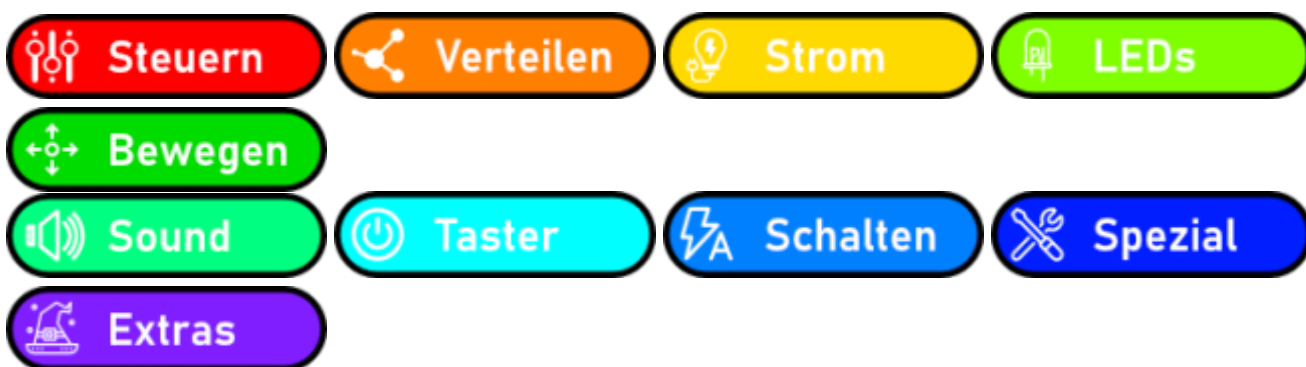 Steuern Verteilen Strom LEDs
Bewegen
Sound Taster Schalten Spezial
Extras